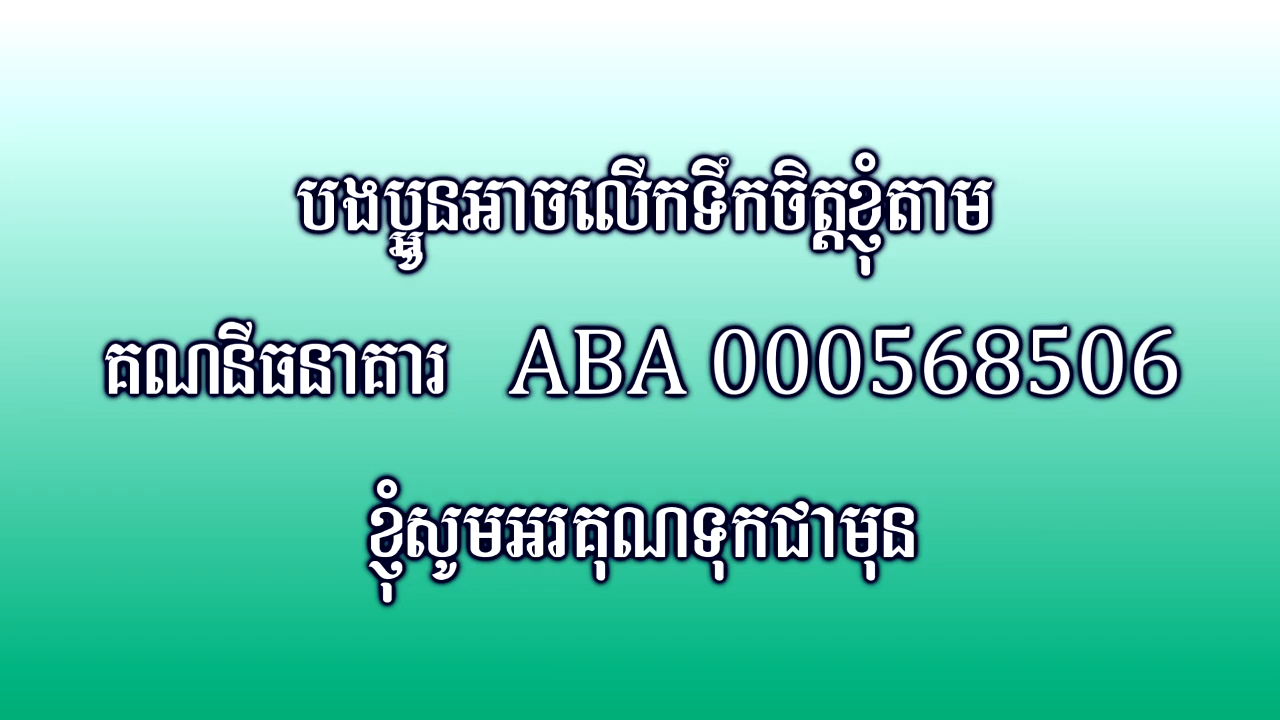 បងប្អូនអាចលើកទឹកចិត្តខ្ញុំតាម
គណនីធនាគារ ABA 000568506
ខ្ញុំសូមអរគុណទុកជាមុន